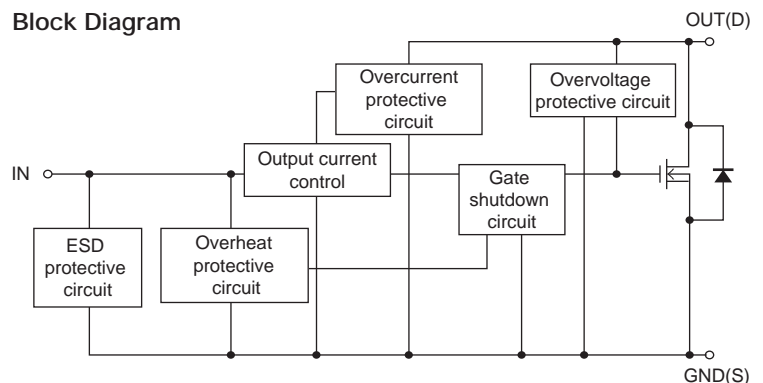 Block Diagram
OUT(D)
Overcurrent
protective
circuit
Overvoltage
protective circuit
IN
Output current
control
Gate
shutdown
circuit
ESD
protective
circuit
Overheat
protective
circuit
GND(S)